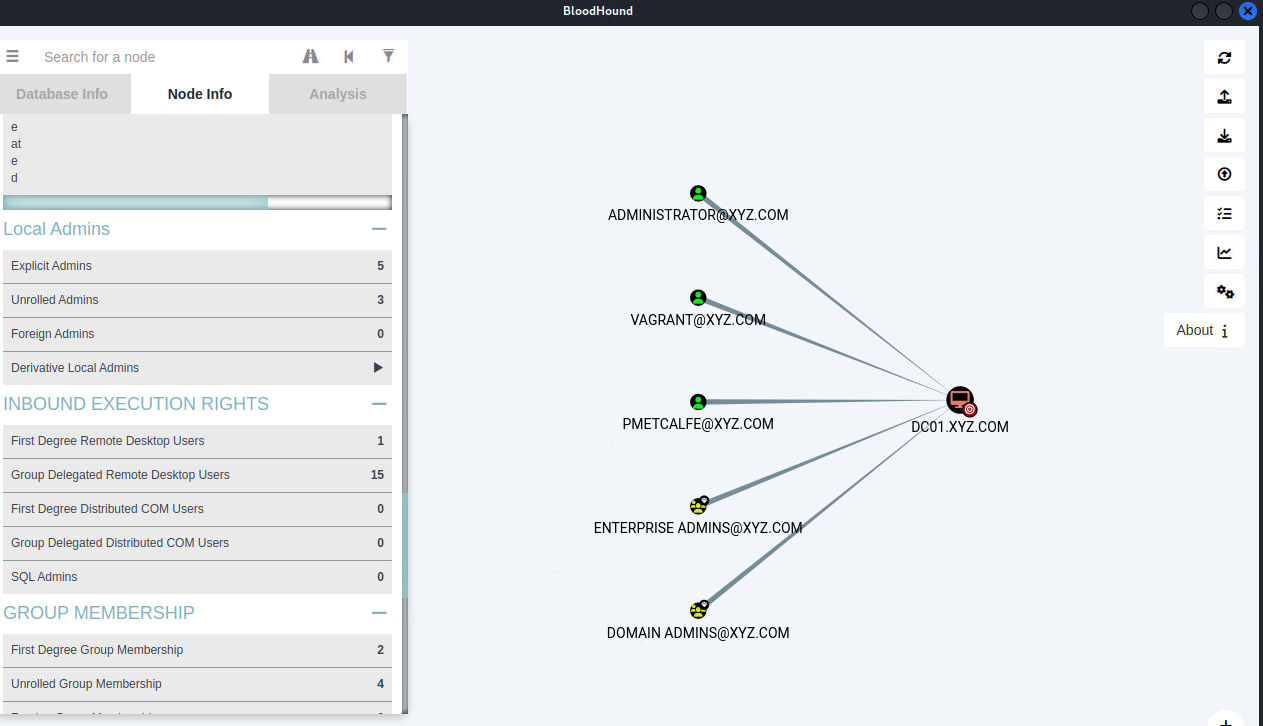 BloodHound
Search for a node
Database Info
Node Info
Analysis
e
at
e
d
Local Admins
Explicit Admins 5
Unrolled Admins 3
Foreign Admins 0
Derivative Local Admins
INBOUND EXECUTION RIGHTS
First Degree Remote Desktop Users 1
Group Delegated Remote Desktop Users 15
First Degree Distributed COM Users 0
Group Delegated Distributed COM Users 0
SQL Admins 0
GROUP MEMBERSHIP
First Degree Group Membership 2
Unrolled Group Membership 4
ADMINISTRATOR@XYZ.COM
VAGRANT@XYZ.COM
PMETCALFE@XYZ.COM
ENTERPRISE ADMINS@XYZ.COM
DOMAIN ADMINS@XYZ.COM
DC01.XYZ.COM
About